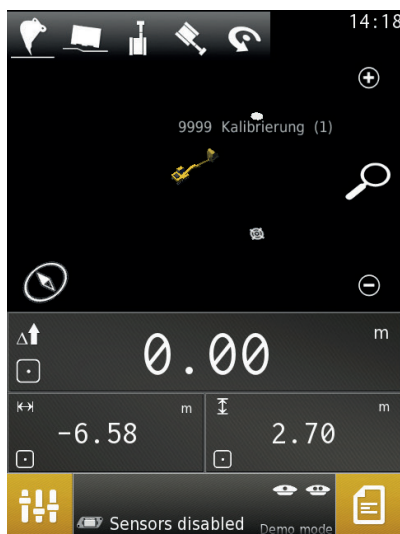 14:18
9999 Kalibrierung (1)
m
0.00
m
-6.58
m
2.70
Sensors disabled
Demo mode